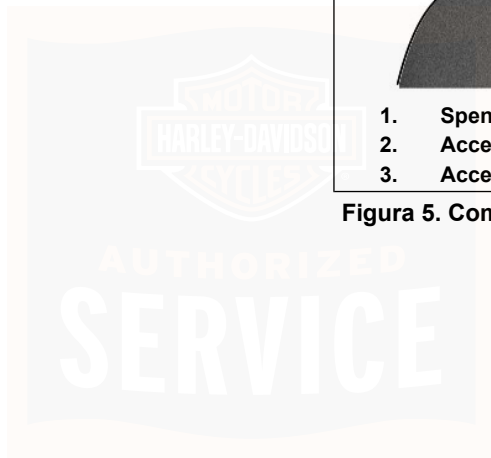 1. Spen
2. Acce
3. Acce
Figura 5. Con
MOTOR
HARLEY-DAVIDSON
CYCLES
AUTHORIZED
SERVICE